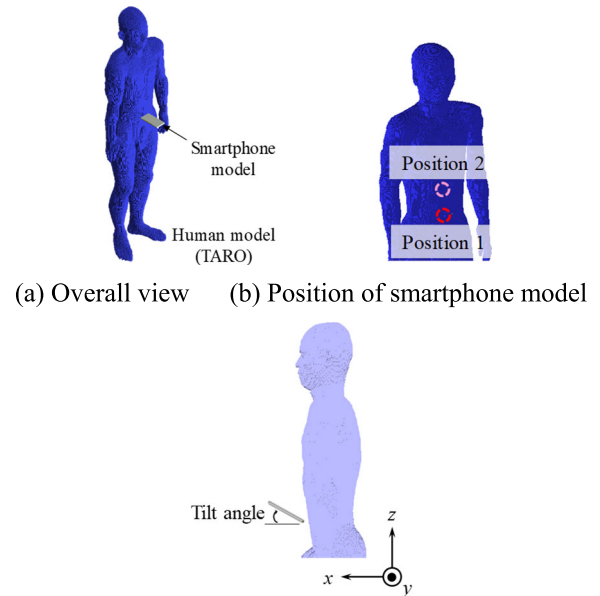 Smartphone
model
Human model
(TARO)
Position 2
Position 1
(a) Overall view
(b) Position of smartphone model
Tilt angle
z
x
y